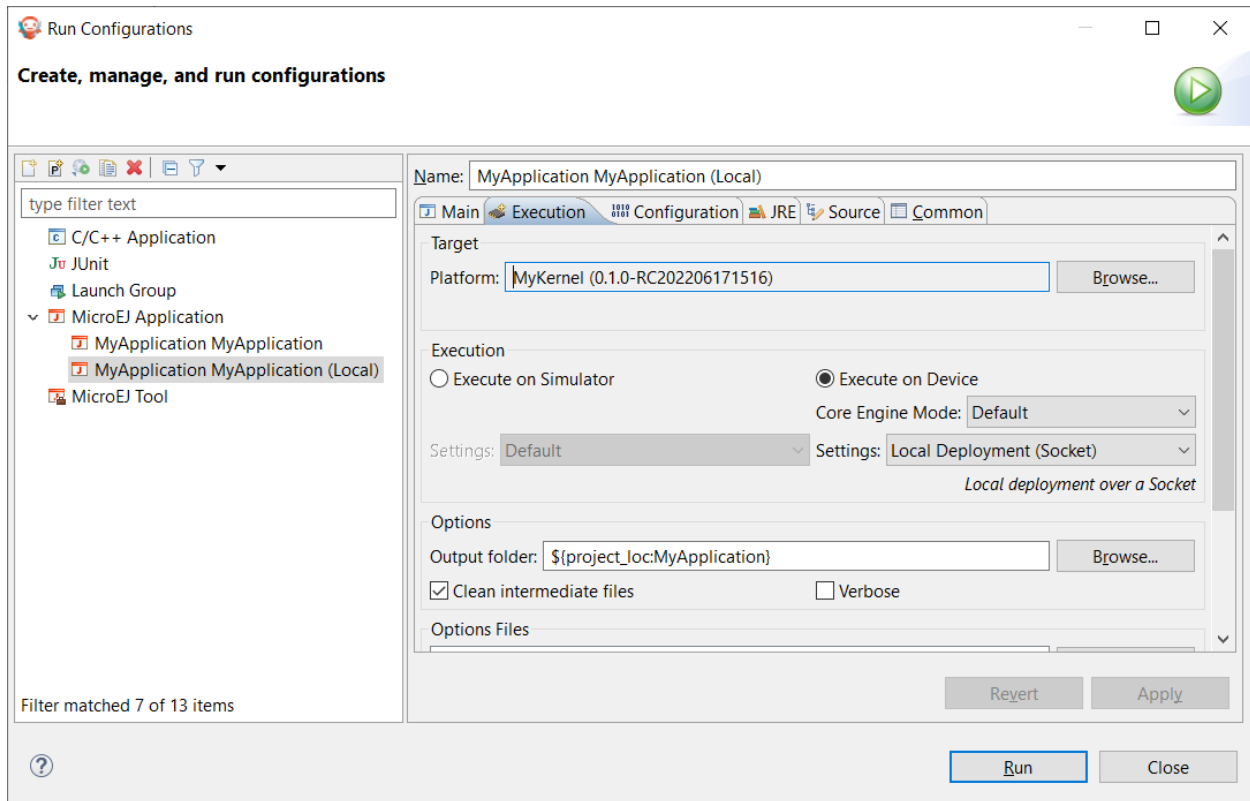 Run Configurations
Create, manage, and run configurations
type filter text
C/C++ Application
JUnit
Launch Group
MicroEJ Application
MyApplication MyApplication
MyApplication MyApplication (Local)
MicroEJ Tool
Filter matched 7 of 13 items
Name: MyApplication MyApplication (Local)
Main Execution Configuration JRE Source Common
Target
Platform: MyKernel (0.1.0-RC202206171516) Browse...
Execution
Execute on Simulator Execute on Device
Core Engine Mode: Default
Settings: Default Settings: Local Deployment (Socket)
Local deployment over a Socket
Options
Output folder: ${project_loc:MyApplication} Browse...
Clean intermediate files Verbose
Options Files
Revert Apply
Run Close